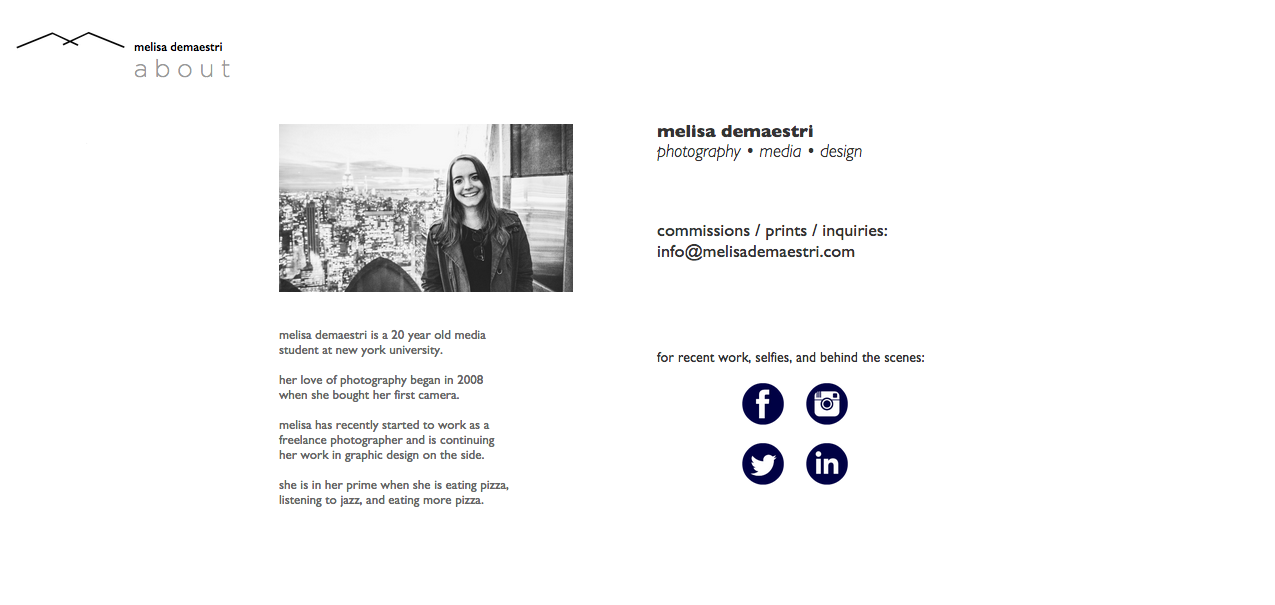 melisa demaestri
about
melisa demaestri
photography • media • design
commissions / prints / inquiries:
info@melisademaestri.com
melisa demaestri is a 20 year old media
student at new york university.
her love of photography began in 2008
when she bought her first camera.
melisa has recently started to work as a
freelance photographer and is continuing
her work in graphic design on the side.
she is in her prime when she is eating pizza,
listening to jazz, and eating more pizza.
for recent work, selfies, and behind the scenes:
f
in